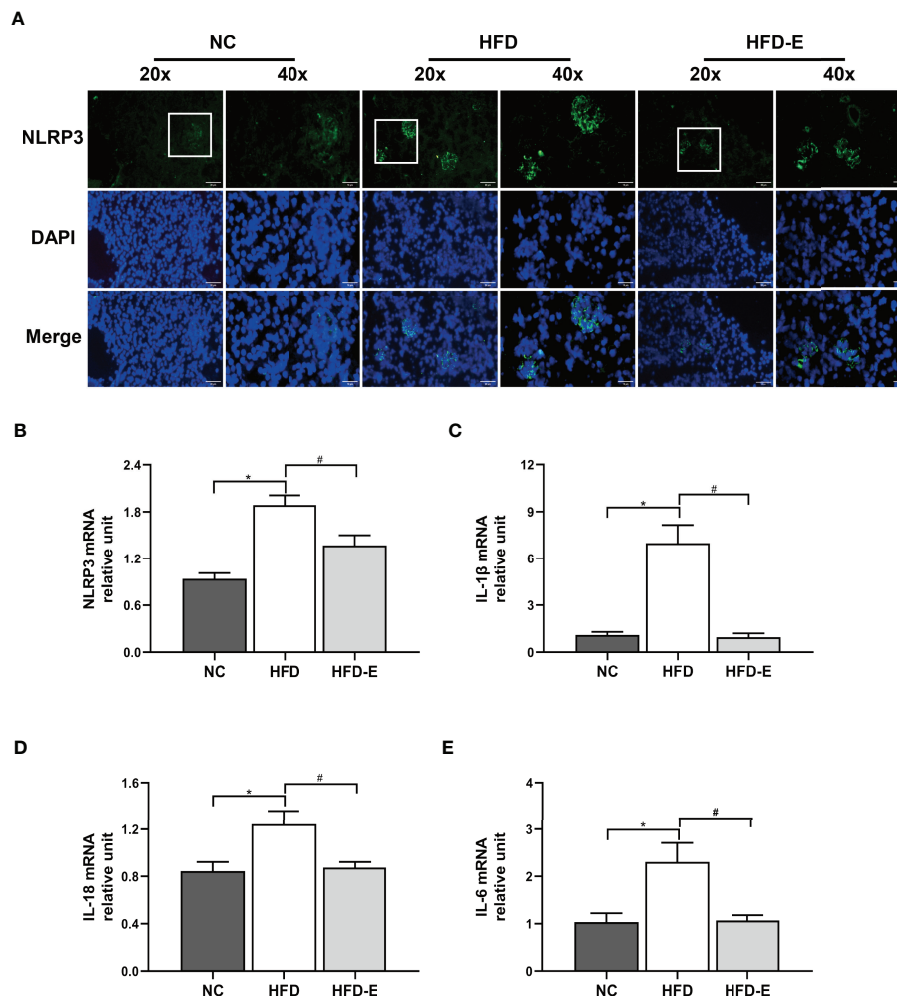 A
NC HFD HFD-E
20x 40x 20x 40x 20x 40x
NLRP3
DAPI
Merge
B
NLRP3 mRNA
relative unit
2.4
1.8
1.2
0.6
0.0
* #
NC HFD HFD-E
C
IL-1β mRNA
relative unit
12
9
6
3
0
* #
NC HFD HFD-E
D
IL-18 mRNA
relative unit
1.6
1.2
0.8
0.4
0.0
* #
NC HFD HFD-E
E
IL-6 mRNA
relative unit
4
3
2
1
0
* #
NC HFD HFD-E